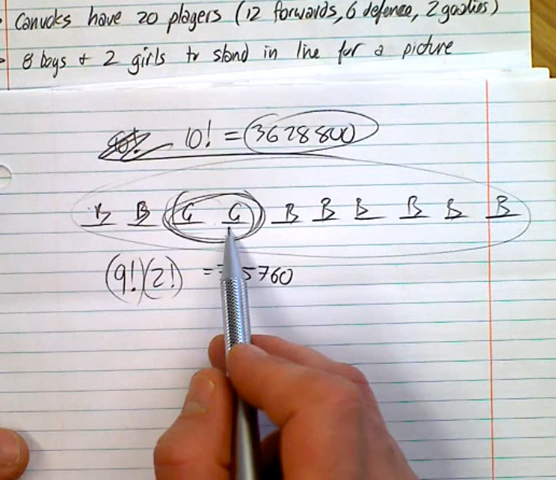 Canucks have 20 players (12 forwards, 6 defence, 2 goalies)
8 boys + 2 girls to stand in line for a picture
10! = 3628800
B B G G B B B B B B
(9!)(2!) = 5760